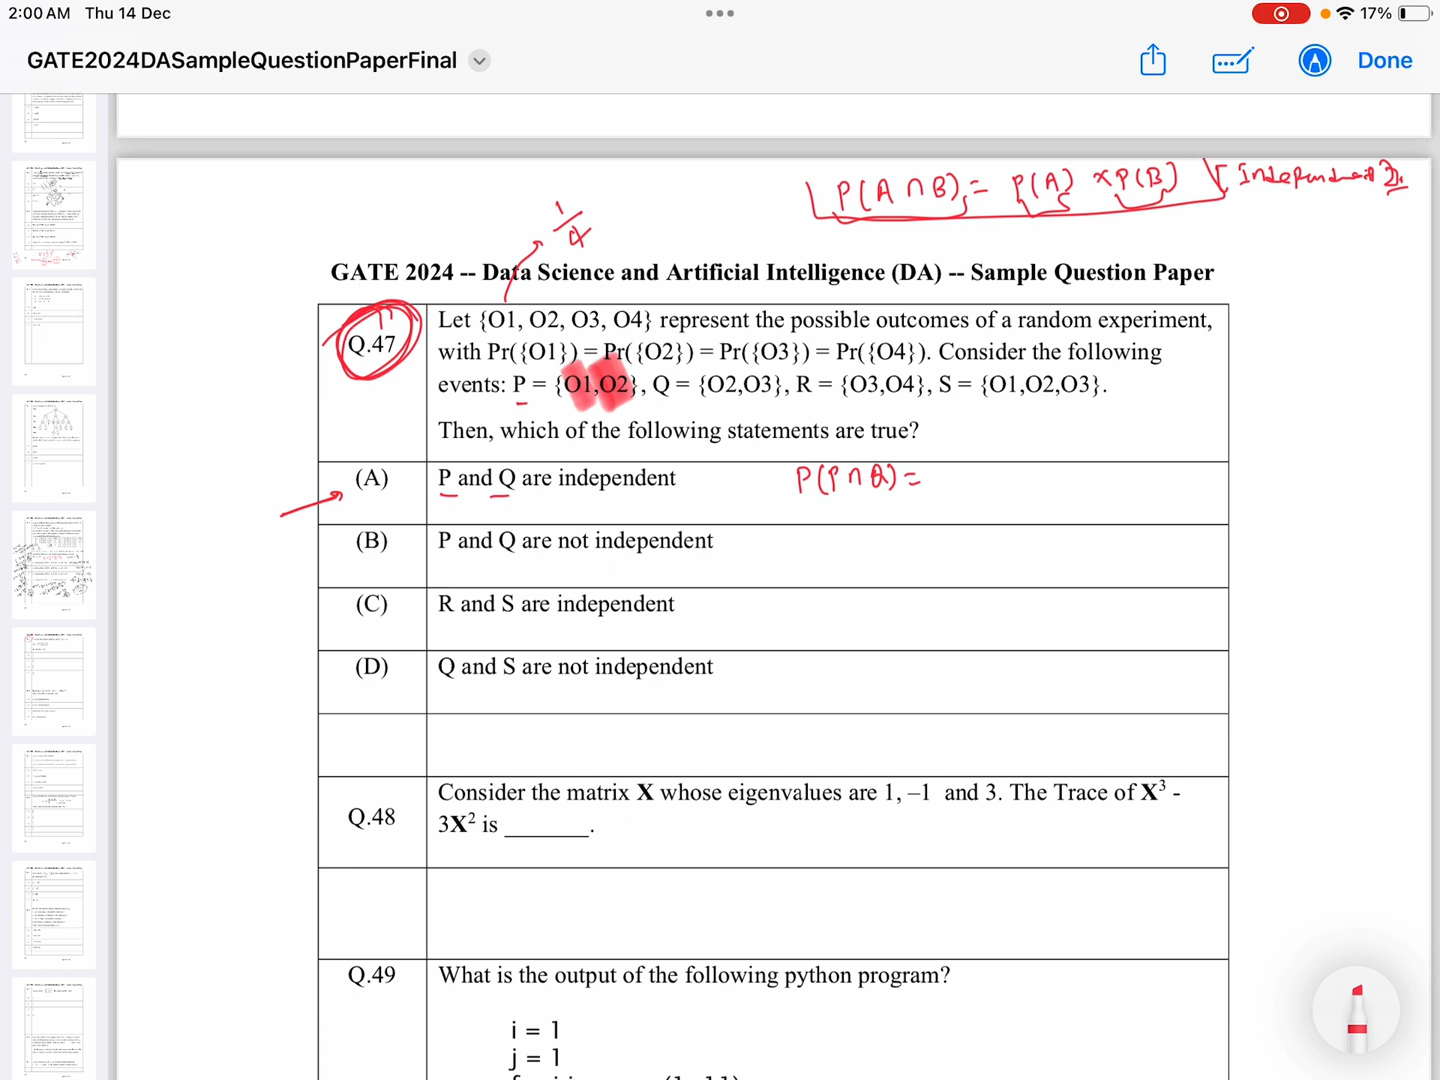 2:00 AM Thu 14 Dec
17%
GATE2024DASampleQuestionPaperFinal
Done
P(A ∩ B) = P(A) × P(B) Independent
1/4
GATE 2024 -- Data Science and Artificial Intelligence (DA) -- Sample Question Paper
Q.47
Let {O1, O2, O3, O4} represent the possible outcomes of a random experiment,
with Pr({O1}) = Pr({O2}) = Pr({O3}) = Pr({O4}). Consider the following
events: P = {O1,O2}, Q = {O2,O3}, R = {O3,O4}, S = {O1,O2,O3}.
Then, which of the following statements are true?
(A) P and Q are independent P(P ∩ Q) =
(B) P and Q are not independent
(C) R and S are independent
(D) Q and S are not independent
Q.48
Consider the matrix X whose eigenvalues are 1, –1 and 3. The Trace of X³ -
3X² is ________.
Q.49 What is the output of the following python program?
i = 1
j = 1